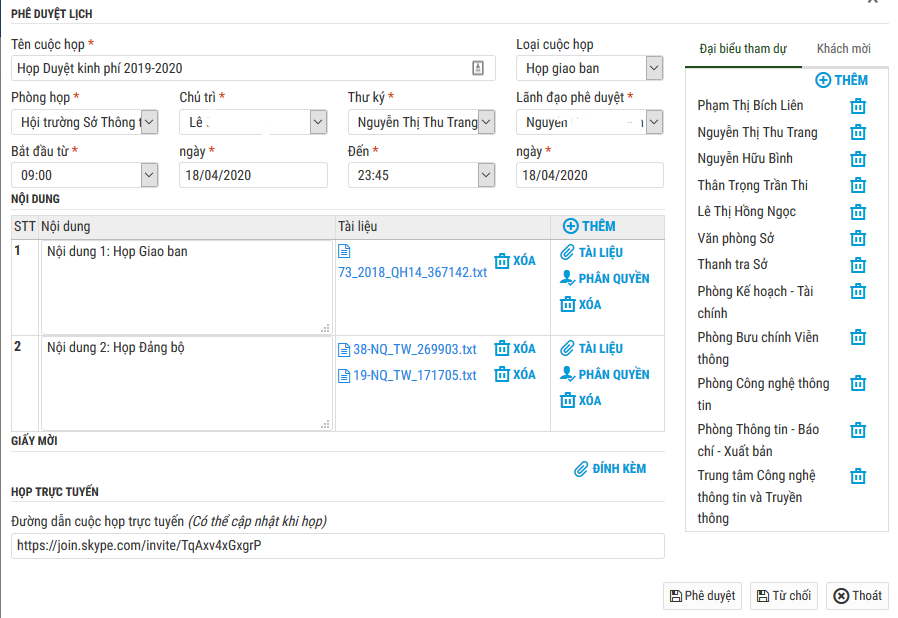 PHÊ DUYỆT LỊCH
Tên cuộc họp * Loại cuộc họp
Họp Duyệt kinh phí 2019-2020 Họp giao ban
Phòng họp * Chủ trì * Thư ký * Lãnh đạo phê duyệt *
Hội trường Sở Thông t Lê Nguyễn Thị Thu Trang Nguyễn
Bắt đầu từ * ngày * Đến * ngày *
09:00 18/04/2020 23:45 18/04/2020
NỘI DUNG
STT Nội dung Tài liệu THÊM
1 Nội dung 1: Họp Giao ban
73_2018_QH14_367142.txt XÓA
TÀI LIỆU
PHÂN QUYỀN
XÓA
2 Nội dung 2: Họp Đảng bộ
38-NQ_TW_269903.txt XÓA
19-NQ_TW_171705.txt XÓA
TÀI LIỆU
PHÂN QUYỀN
XÓA
GIẤY MỜI
ĐÍNH KÈM
HỌP TRỰC TUYẾN
Đường dẫn cuộc họp trực tuyến (Có thể cập nhật khi họp)
https://join.skype.com/invite/TqAxv4xGxgrP
Đại biểu tham dự Khách mời
THÊM
Phạm Thị Bích Liên
Nguyễn Thị Thu Trang
Nguyễn Hữu Bình
Thân Trọng Trần Thi
Lê Thị Hồng Ngọc
Văn phòng Sở
Thanh tra Sở
Phòng Kế hoạch - Tài
chính
Phòng Bưu chính Viễn
thông
Phòng Công nghệ thông
tin
Phòng Thông tin - Báo
chí - Xuất bản
Trung tâm Công nghệ
thông tin và Truyền
thông
Phê duyệt Từ chối Thoát